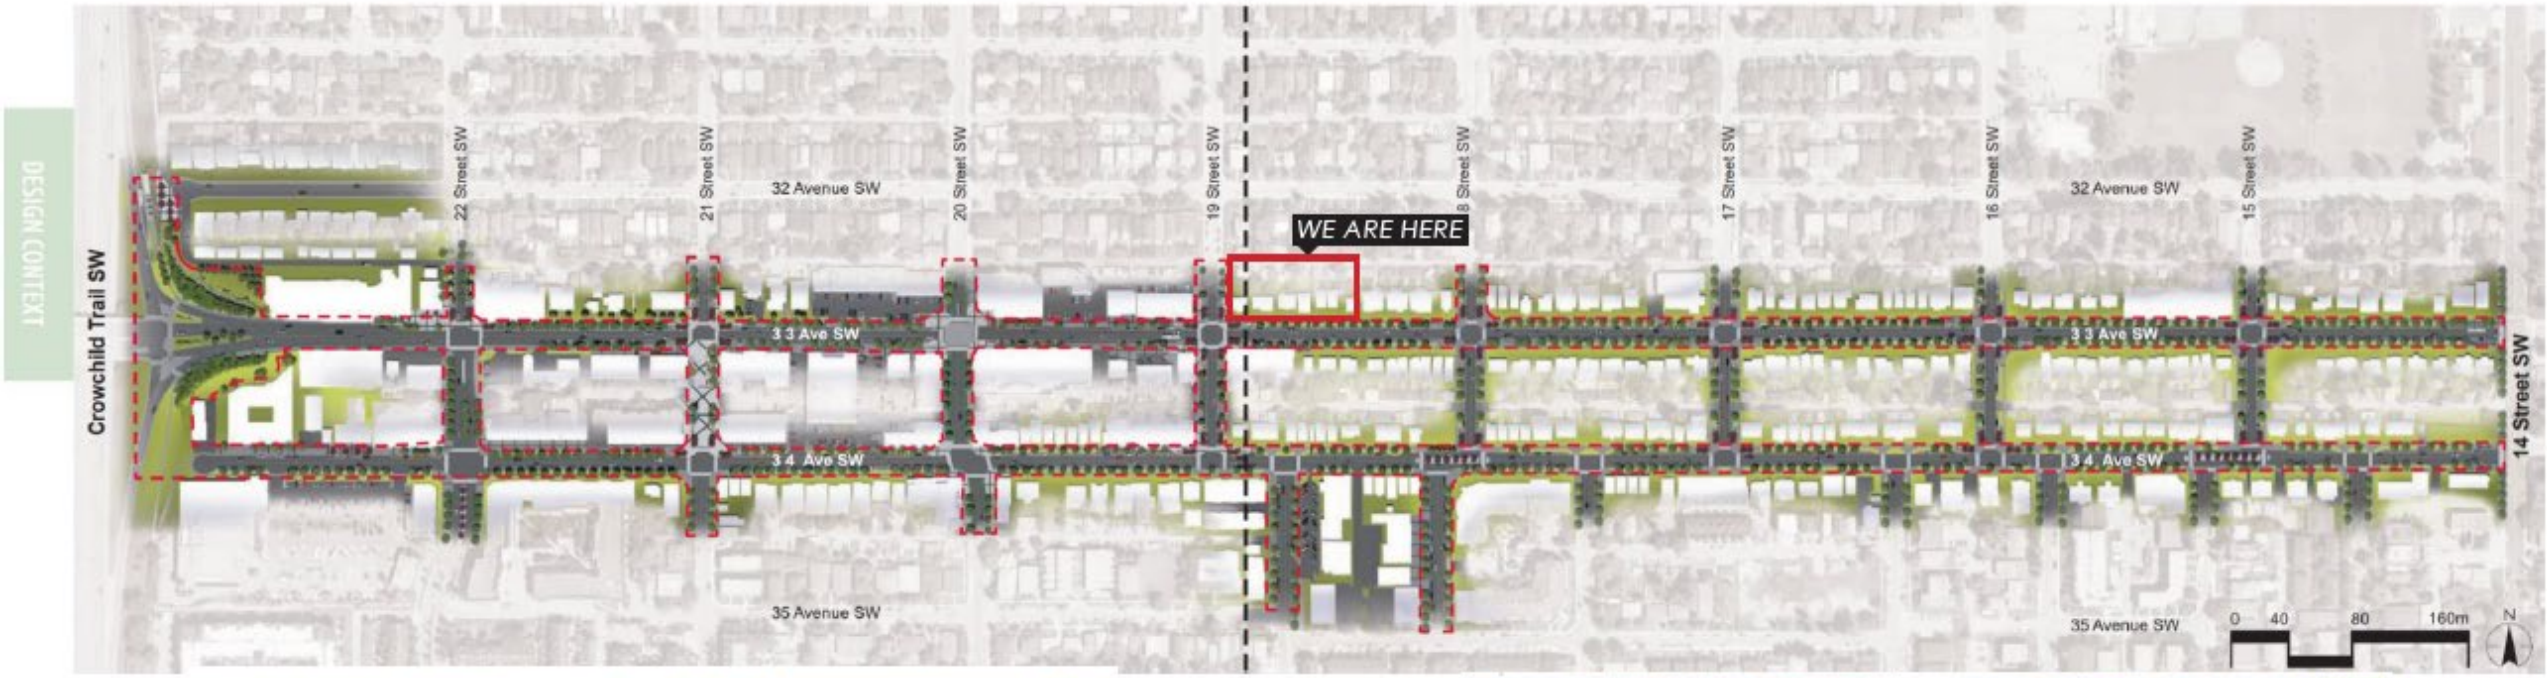 DESIGN CONTEXT
Crowchild Trail SW
22 Street SW
21 Street SW
20 Street SW
19 Street SW
8 Street SW
17 Street SW
16 Street SW
15 Street SW
14 Street SW
32 Avenue SW
32 Avenue SW
WE ARE HERE
33 Ave SW
33 Ave SW
34 Ave SW
34 Ave SW
35 Avenue SW
35 Avenue SW
0 40 80 160m
N